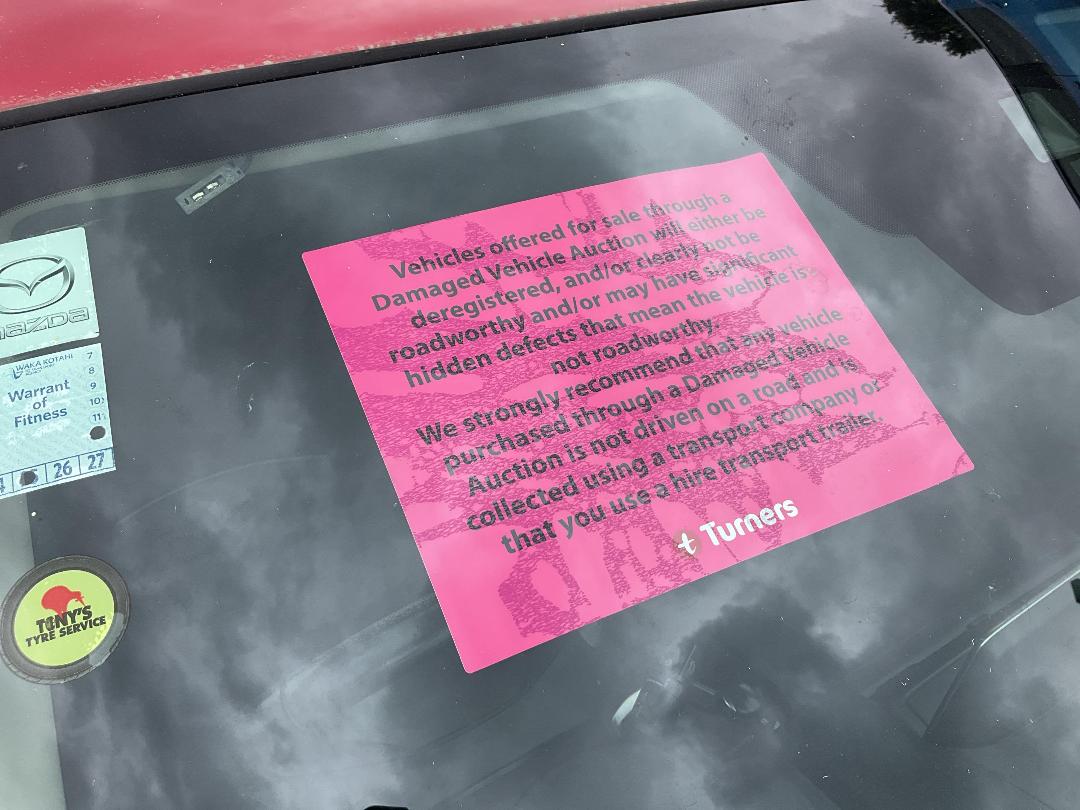 Vehicles offered for sale through a
Damaged Vehicle Auction will either be
deregistered, and/or clearly not be
roadworthy and/or may have significant
hidden defects that mean the vehicle is
not roadworthy.
We strongly recommend that any vehicle
purchased through a Damaged Vehicle
Auction is not driven on a road and is
collected using a transport company or
that you use a hire transport trailer.
Turners
mazda
WAKA KOTAHI
Warrant
of
Fitness
7
8
9
10
11
26 27
TONY'S
TYRE SERVICE